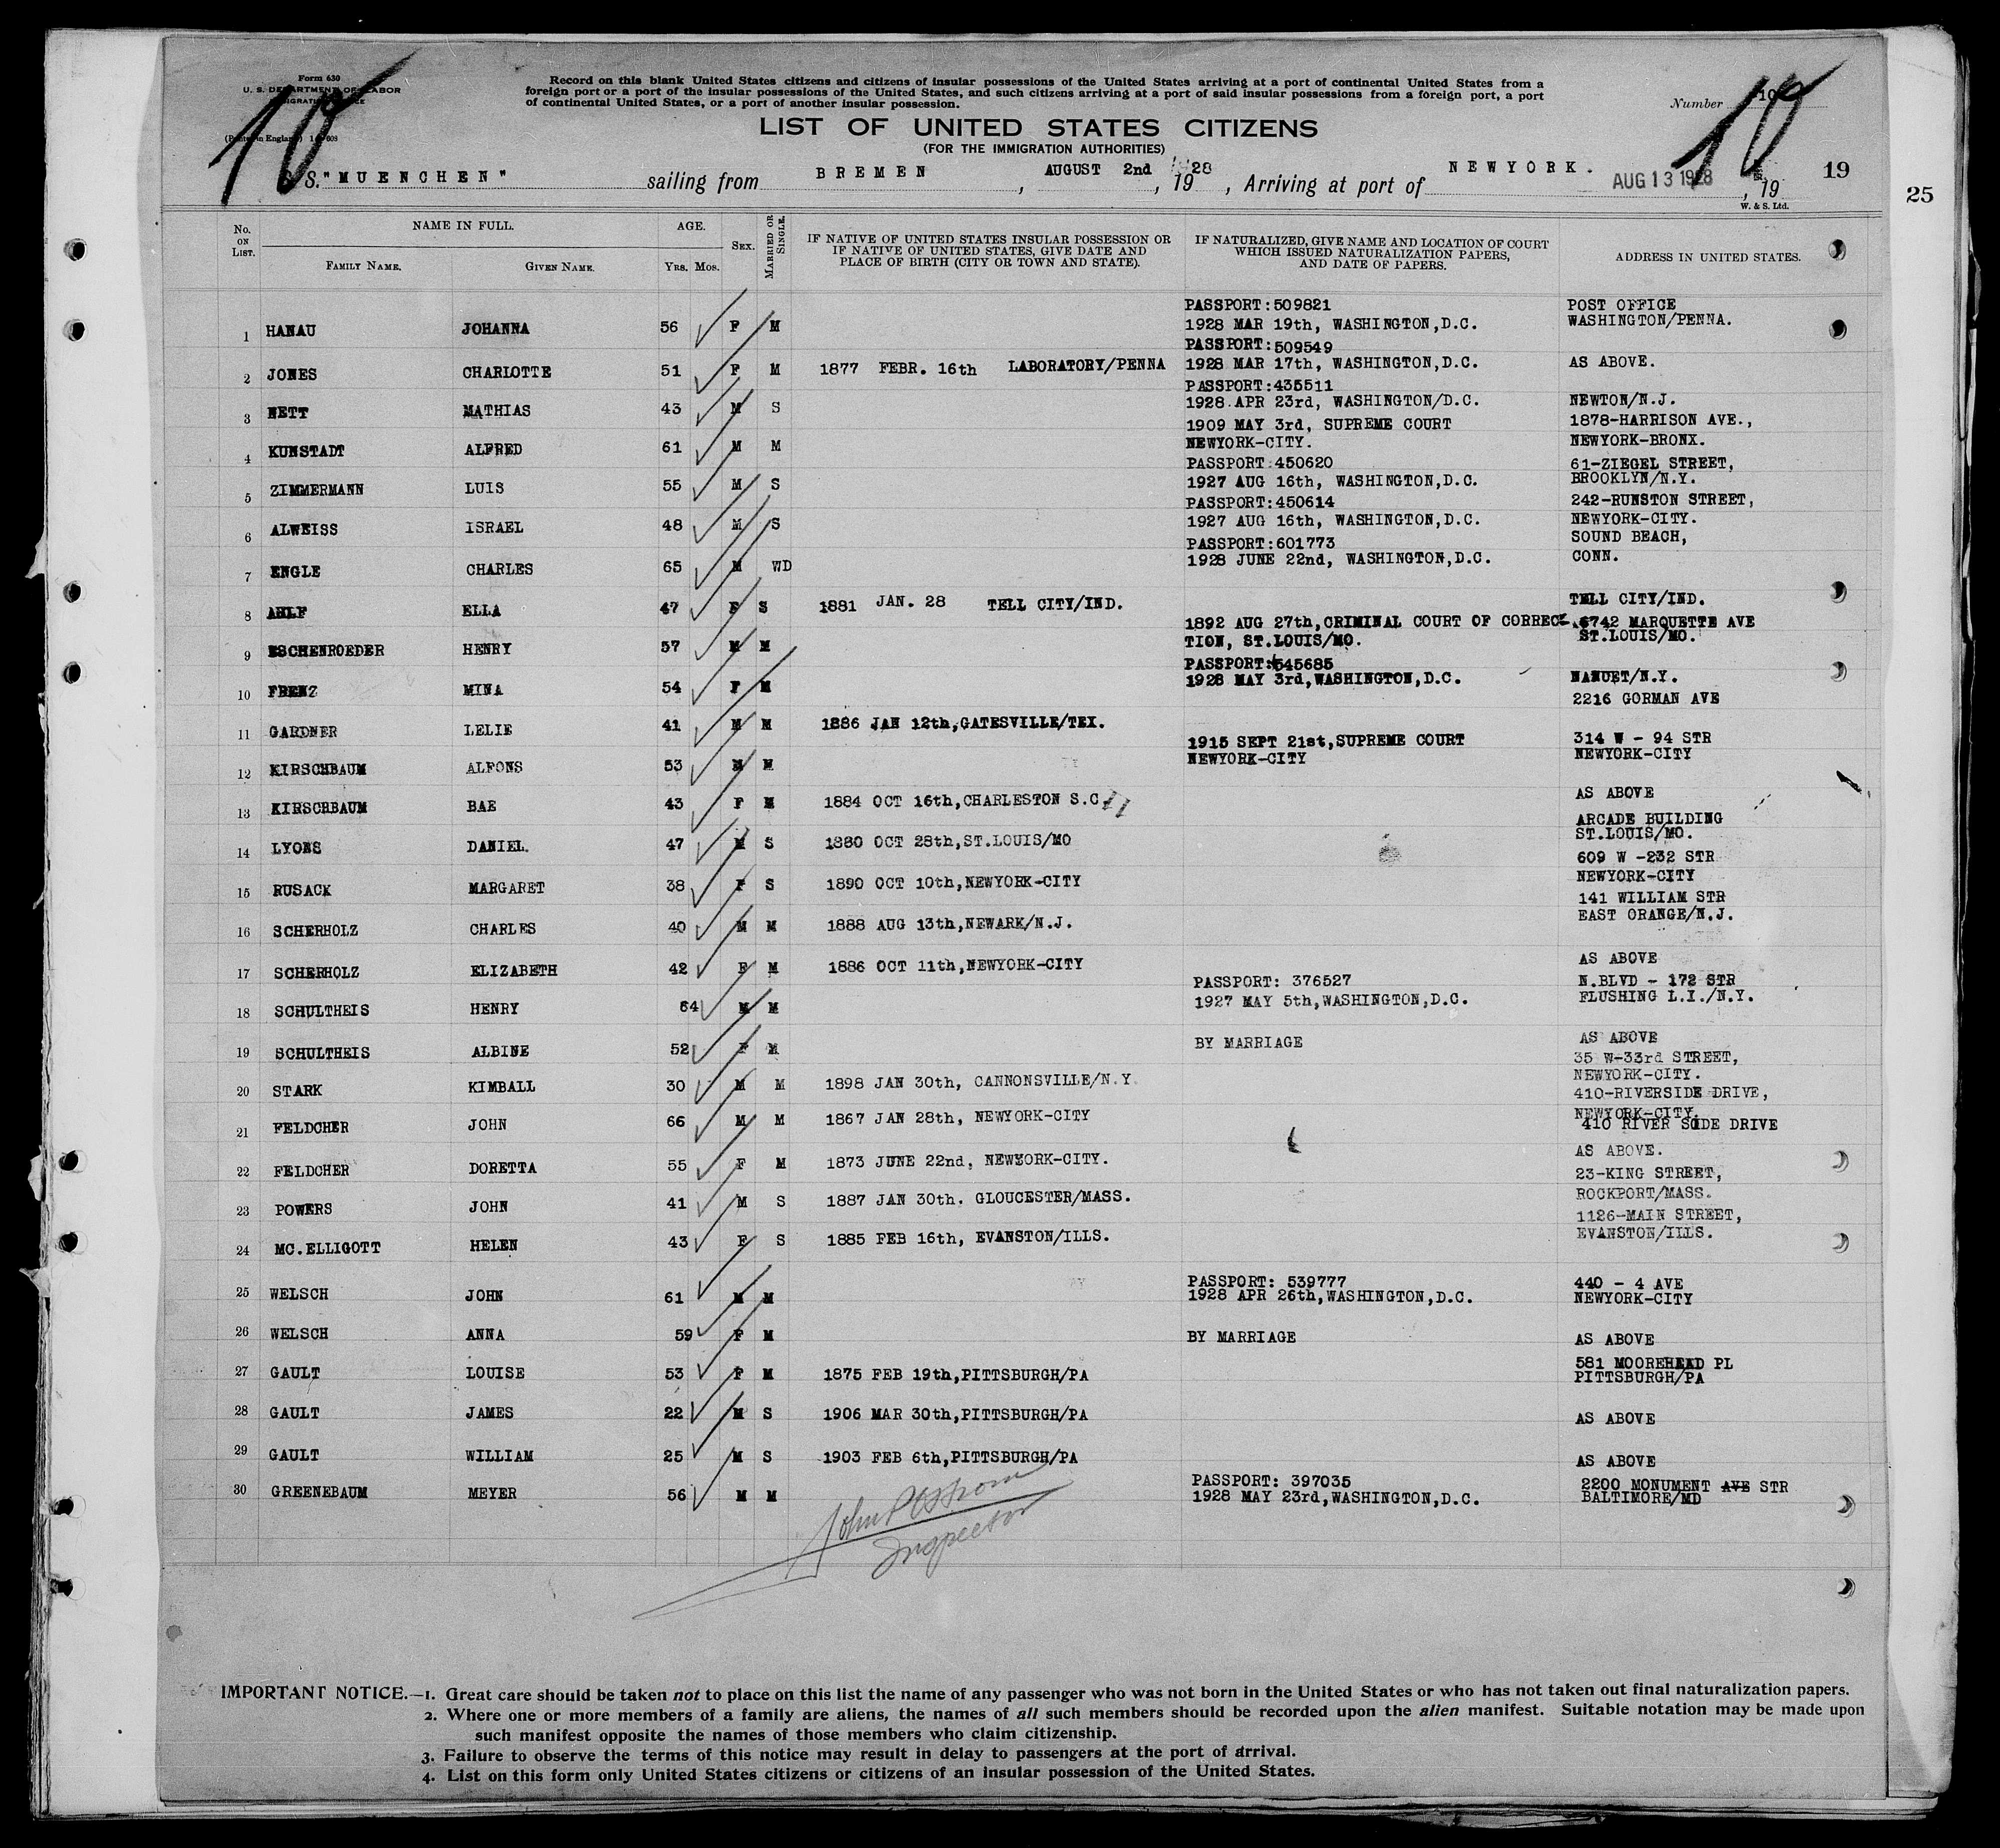 Form 630
U. S. DEPARTMENT OF LABOR
(Printed in England)
Record on this blank United States citizens and citizens of insular possessions of the United States arriving at a port of continental United States from a
foreign port or a port of the insular possessions of the United States, and such citizens arriving at a port of said insular possessions from a foreign port, a port
of continental United States, or a port of another insular possession.
Number 10
10 10
LIST OF UNITED STATES CITIZENS
(FOR THE IMMIGRATION AUTHORITIES)
S. S. "MUENCHEN" sailing from BREMEN, AUGUST 2nd, 1928, Arriving at port of NEWYORK. AUG 13 1928, 19
19
25
W. & S. Ltd.
No. ON LIST. NAME IN FULL. AGE. SEX. MARRIED OR SINGLE. IF NATIVE OF UNITED STATES INSULAR POSSESSION OR IF NATIVE OF UNITED STATES, GIVE DATE AND PLACE OF BIRTH (CITY OR TOWN AND STATE). IF NATURALIZED, GIVE NAME AND LOCATION OF COURT WHICH ISSUED NATURALIZATION PAPERS, AND DATE OF PAPERS. ADDRESS IN UNITED STATES.
FAMILY NAME. GIVEN NAME. YRS. MOS.
1 HANAU JOHANNA 56 F M PASSPORT:509821 1928 MAR 19th, WASHINGTON,D.C. POST OFFICE WASHINGTON/PENNA.
2 JONES CHARLOTTE 51 F M 1877 FEBR. 16th LABORATORY/PENNA PASSPORT:509549 1928 MAR 17th, WASHINGTON,D.C. AS ABOVE.
3 NETT MATHIAS 43 M S PASSPORT:435511 1928 APR 23rd, WASHINGTON/D.C. NEWTON/N.J.
4 KUNSTADT ALFRED 61 M M 1909 MAY 3rd, SUPREME COURT NEWYORK-CITY. 1878-HARRISON AVE., NEWYORK-BRONX.
5 ZIMMERMANN LUIS 55 M S PASSPORT:450620 1927 AUG 16th, WASHINGTON,D.C. 61-ZIEGEL STREET, BROOKLYN/N.Y.
6 ALWEISS ISRAEL 48 M S PASSPORT:450614 1927 AUG 16th, WASHINGTON,D.C. 242-RUNSTON STREET, NEWYORK-CITY.
7 ENGLE CHARLES 65 M WD PASSPORT:601773 1928 JUNE 22nd, WASHINGTON,D.C. SOUND BEACH, CONN.
8 AHLF ELLA 47 F S 1881 JAN. 28 TELL CITY/IND. TELL CITY/IND.
9 ESCHENROEDER HENRY 57 M M 1892 AUG 27th,CRIMINAL COURT OF CORREC- TION, ST.LOUIS/MO. 6742 MARQUETTE AVE ST.LOUIS/MO.
10 FRENZ MINA 54 F M PASSPORT:545685 1928 MAY 3rd,WASHINGTON,D.C. NANUET/N.Y.
11 GARDNER LELIE 41 M M 1886 JAN 12th,GATESVILLE/TEX. 2216 GORMAN AVE
12 KIRSCHBAUM ALFONS 53 M M 1915 SEPT 21st,SUPREME COURT NEWYORK-CITY 314 W - 94 STR NEWYORK-CITY
13 KIRSCHBAUM BAE 43 F M 1884 OCT 16th,CHARLESTON S.C. AS ABOVE
14 LYONS DANIEL 47 M S 1880 OCT 28th,ST.LOUIS/MO ARCADE BUILDING ST.LOUIS/MO.
15 RUSACK MARGARET 38 F S 1890 OCT 10th,NEWYORK-CITY 609 W -232 STR NEWYORK-CITY
16 SCHERHOLZ CHARLES 40 M M 1888 AUG 13th,NEWARK/N.J. 141 WILLIAM STR EAST ORANGE/N.J.
17 SCHERHOLZ ELIZABETH 42 F M 1886 OCT 11th,NEWYORK-CITY AS ABOVE
18 SCHULTHEIS HENRY 64 M M PASSPORT: 376527 1927 MAY 5th,WASHINGTON,D.C. N.BLVD - 172 STR FLUSHING L.I./N.Y.
19 SCHULTHEIS ALBINE 52 F M BY MARRIAGE AS ABOVE
20 STARK KIMBALL 30 M M 1898 JAN 30th, CANNONSVILLE/N.Y. 35 W-33rd STREET, NEWYORK-CITY.
21 FELDCHER JOHN 66 M M 1867 JAN 28th, NEWYORK-CITY 410-RIVERSIDE DRIVE, NEWYORK-CITY. 410 RIVER SIDE DRIVE
22 FELDCHER DORETTA 55 F M 1873 JUNE 22nd, NEWYORK-CITY. AS ABOVE.
23 POWERS JOHN 41 M S 1887 JAN 30th. GLOUCESTER/MASS. 23-KING STREET, ROCKPORT/MASS.
24 MC.ELLIGOTT HELEN 43 F S 1885 FEB 16th, EVANSTON/ILLS. 1126-MAIN STREET, EVANSTON/ILLS.
25 WELSCH JOHN 61 M M PASSPORT: 539777 1928 APR 26th,WASHINGTON,D.C. 440 - 4 AVE NEWYORK-CITY
26 WELSCH ANNA 59 F M BY MARRIAGE AS ABOVE
27 GAULT LOUISE 53 F M 1875 FEB 19th,PITTSBURGH/PA 581 MOOREHEAD PL PITTSBURGH/PA
28 GAULT JAMES 22 M S 1906 MAR 30th,PITTSBURGH/PA AS ABOVE
29 GAULT WILLIAM 25 M S 1903 FEB 6th,PITTSBURGH/PA AS ABOVE
30 GREENEBAUM MEYER 56 M M PASSPORT: 397035 1928 MAY 23rd,WASHINGTON,D.C. 2200 MONUMENT AVE STR BALTIMORE/MD
John P
Inspector
IMPORTANT NOTICE.—1. Great care should be taken not to place on this list the name of any passenger who was not born in the United States or who has not taken out final naturalization papers.
2. Where one or more members of a family are aliens, the names of all such members should be recorded upon the alien manifest. Suitable notation may be made upon
such manifest opposite the names of those members who claim citizenship.
3. Failure to observe the terms of this notice may result in delay to passengers at the port of arrival.
4. List on this form only United States citizens or citizens of an insular possession of the United States.